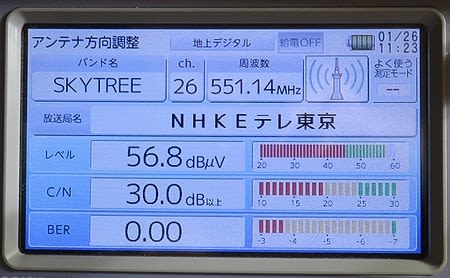 アンテナ方向調整 地上デジタル 給電OFF 01/26
11:23
バンド名 ch. 周波数 よく使う
測定モード
SKYTREE 26 551.14MHz --
放送局名 NHKEテレ東京
レベル 56.8dBμV
20 30 40 50 60
C/N 30.0dB以上
10 15 20 25 30
BER 0.00
-3 -4 -5 -6 -7